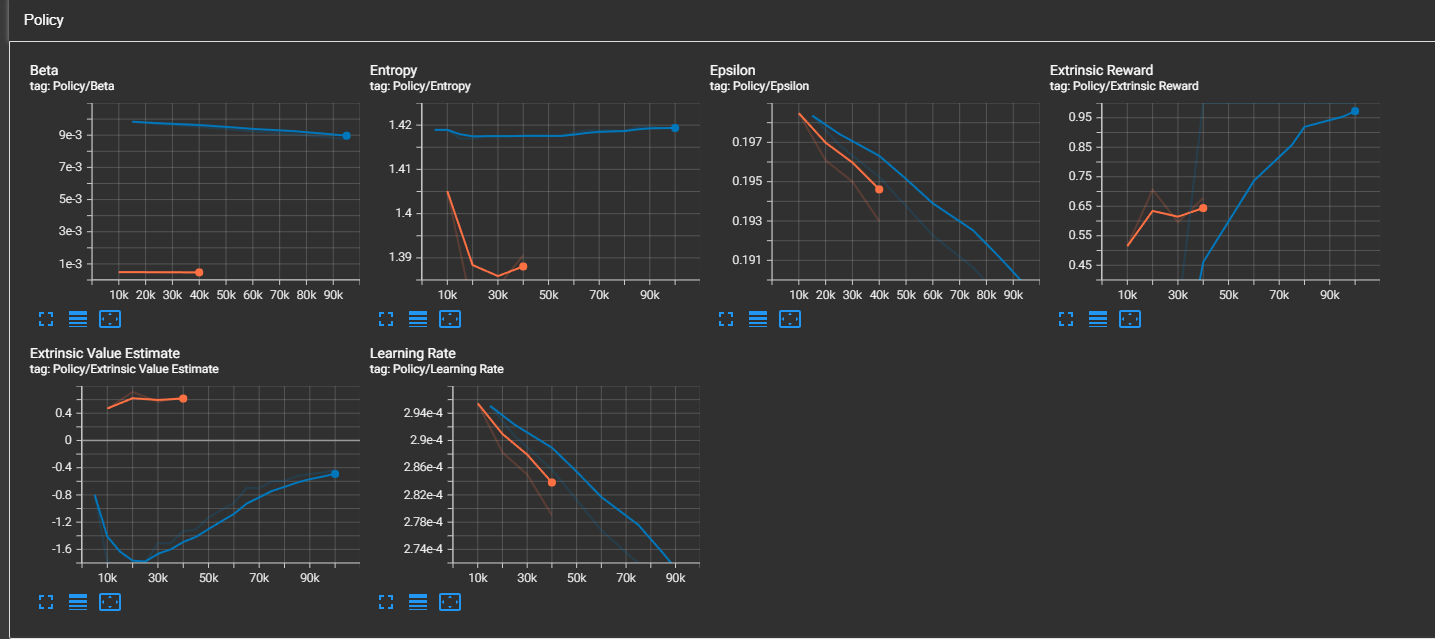 Policy
Beta
tag: Policy/Beta
9e-3
7e-3
5e-3
3e-3
1e-3
10k 20k 30k 40k 50k 60k 70k 80k 90k
Entropy
tag: Policy/Entropy
1.42
1.41
1.4
1.39
10k 30k 50k 70k 90k
Epsilon
tag: Policy/Epsilon
0.197
0.195
0.193
0.191
10k 20k 30k 40k 50k 60k 70k 80k 90k
Extrinsic Reward
tag: Policy/Extrinsic Reward
0.95
0.85
0.75
0.65
0.55
0.45
10k 30k 50k 70k 90k
Extrinsic Value Estimate
tag: Policy/Extrinsic Value Estimate
0.4
0
-0.4
-0.8
-1.2
-1.6
10k 30k 50k 70k 90k
Learning Rate
tag: Policy/Learning Rate
2.94e-4
2.9e-4
2.86e-4
2.82e-4
2.78e-4
2.74e-4
10k 30k 50k 70k 90k